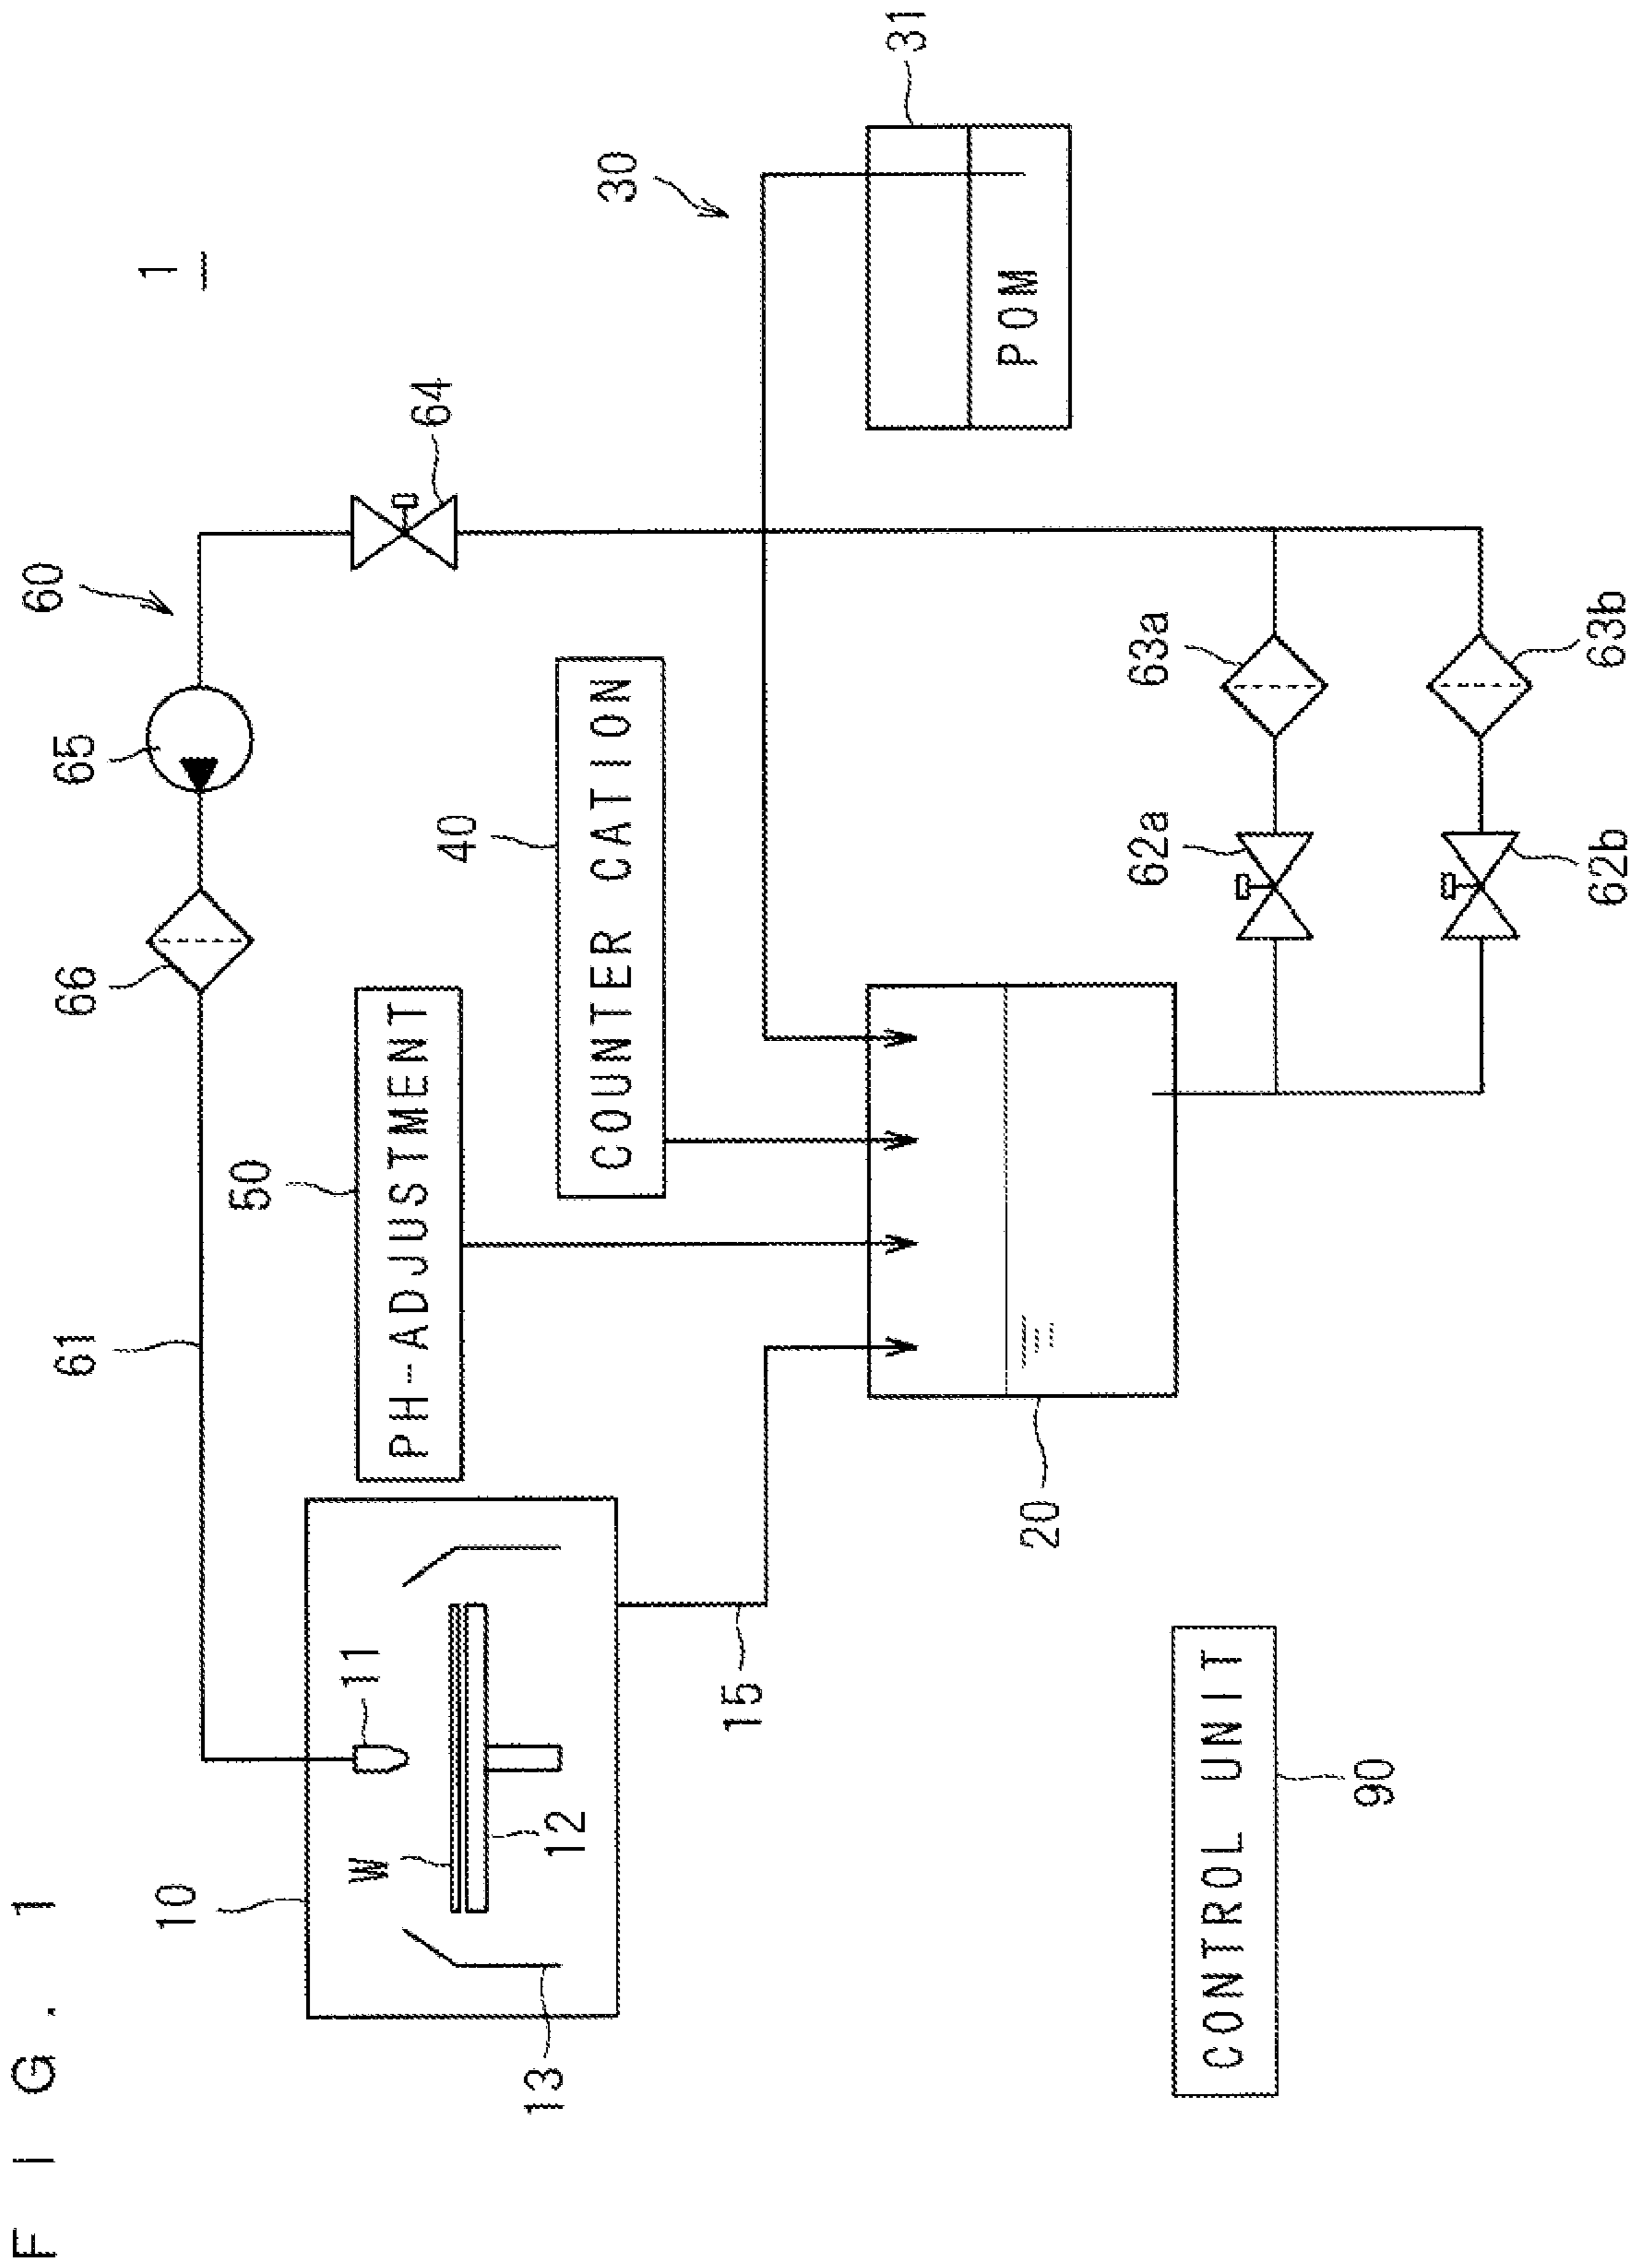 FIG. 1
1
60
61
66
65
64
10
11
W
12
13
15
50
PH-ADJUSTMENT
40
COUNTER CATION
30
31
POM
20
62a
63a
62b
63b
CONTROL UNIT
90